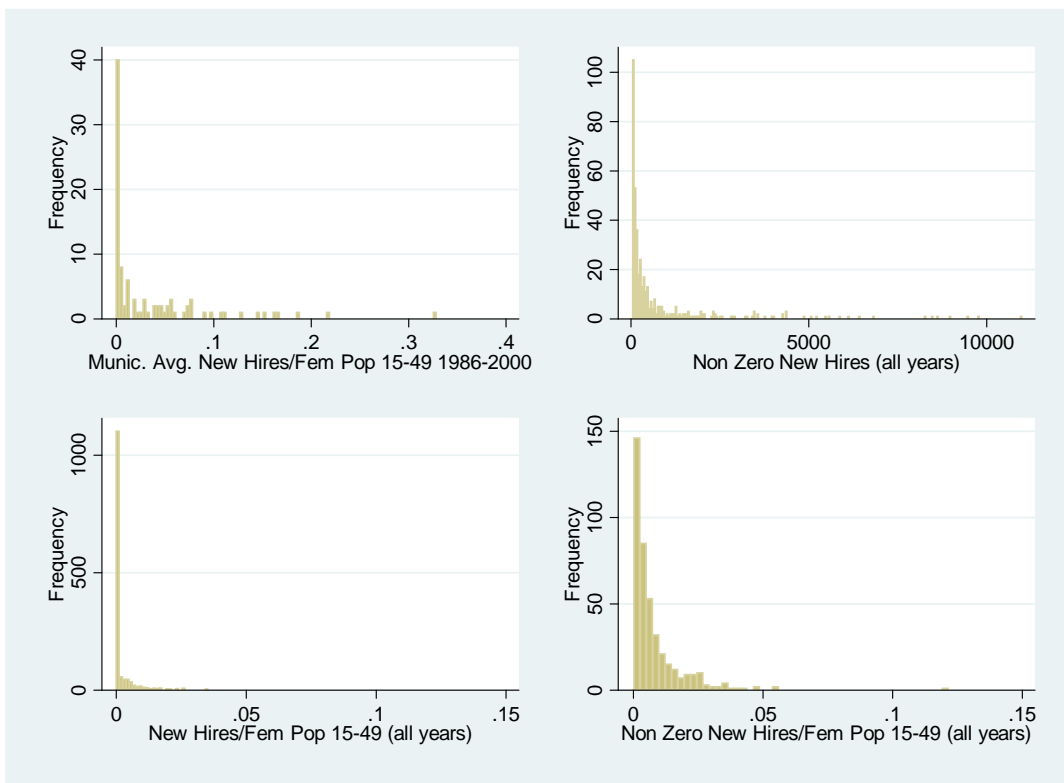 Frequency
40
30
20
10
0
0 .1 .2 .3 .4
Munic. Avg. New Hires/Fem Pop 15-49 1986-2000
Frequency
100
80
60
40
20
0
0 5000 10000
Non Zero New Hires (all years)
Frequency
1000
500
0
0 .05 .1 .15
New Hires/Fem Pop 15-49 (all years)
Frequency
150
100
50
0
0 .05 .1 .15
Non Zero New Hires/Fem Pop 15-49 (all years)